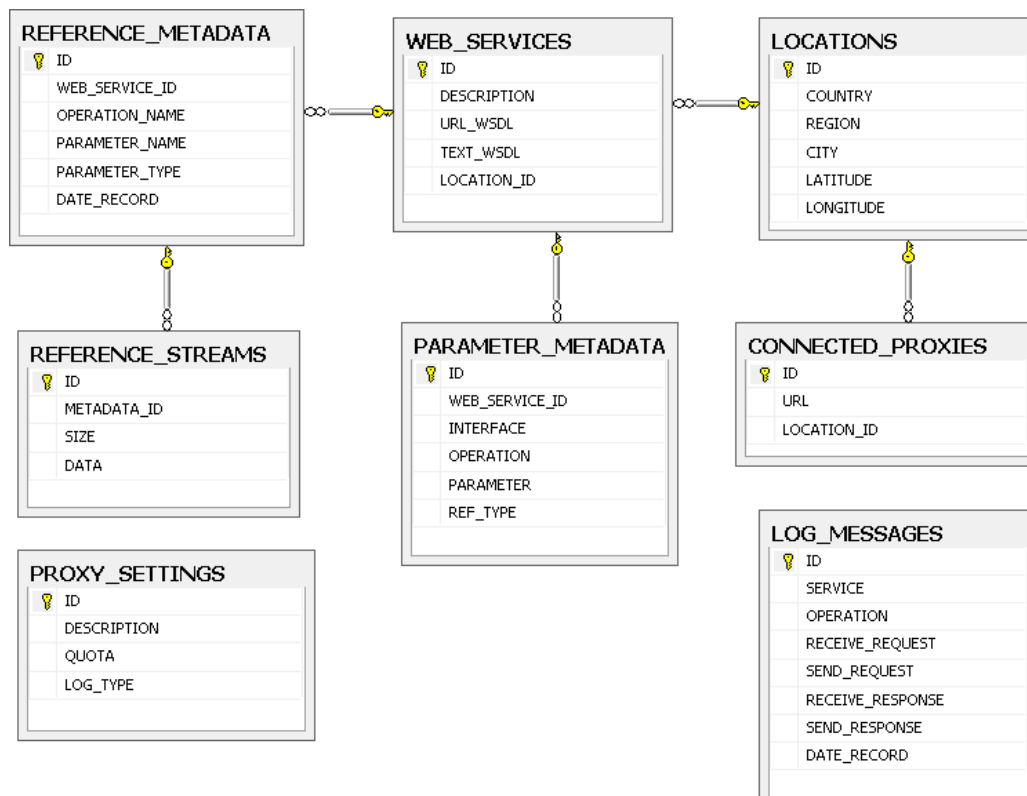 REFERENCE_METADATA
ID
WEB_SERVICE_ID
OPERATION_NAME
PARAMETER_NAME
PARAMETER_TYPE
DATE_RECORD
WEB_SERVICES
ID
DESCRIPTION
URL_WSDL
TEXT_WSDL
LOCATION_ID
LOCATIONS
ID
COUNTRY
REGION
CITY
LATITUDE
LONGITUDE
REFERENCE_STREAMS
ID
METADATA_ID
SIZE
DATA
PARAMETER_METADATA
ID
WEB_SERVICE_ID
INTERFACE
OPERATION
PARAMETER
REF_TYPE
CONNECTED_PROXIES
ID
URL
LOCATION_ID
PROXY_SETTINGS
ID
DESCRIPTION
QUOTA
LOG_TYPE
LOG_MESSAGES
ID
SERVICE
OPERATION
RECEIVE_REQUEST
SEND_REQUEST
RECEIVE_RESPONSE
SEND_RESPONSE
DATE_RECORD